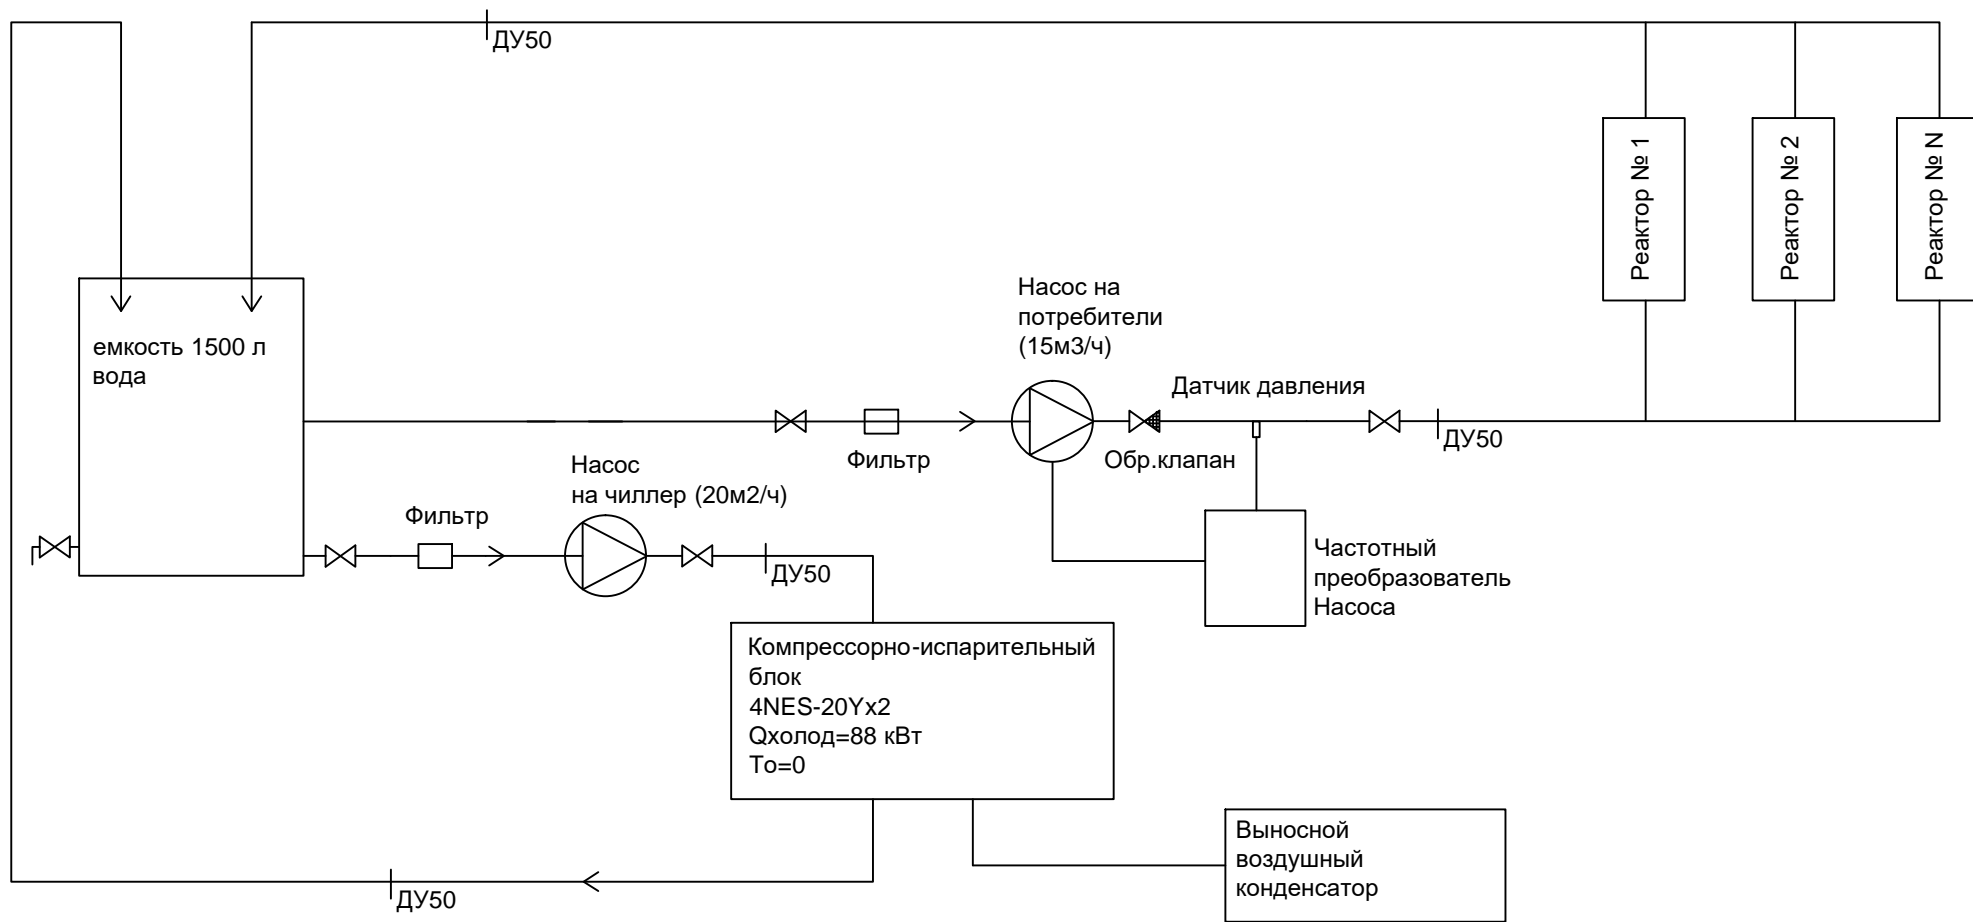 ДУ50
Реактор № 1
Реактор № 2
Реактор № N
емкость 1500 л
вода
Насос на
потребители
(15м3/ч)
Датчик давления
ДУ50
Фильтр
Обр.клапан
Насос
на чиллер (20м2/ч)
Фильтр
ДУ50
Частотный
преобразователь
Насоса
Компрессорно-испарительный
блок
4NES-20Yx2
Qхолод=88 кВт
То=0
Выносной
воздушный
конденсатор
ДУ50